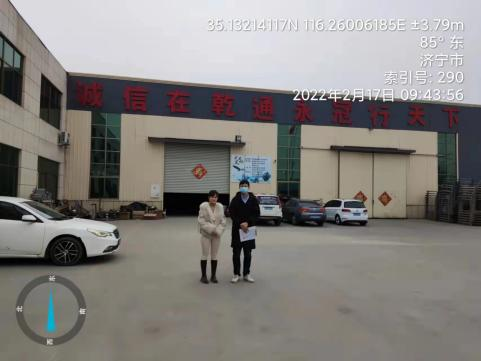 35.13214117N 116.26006185E ±3.79m
85° 东
济宁市
索引号: 290
2022年2月17日 09:43:56
诚信在乾通永冠行天下